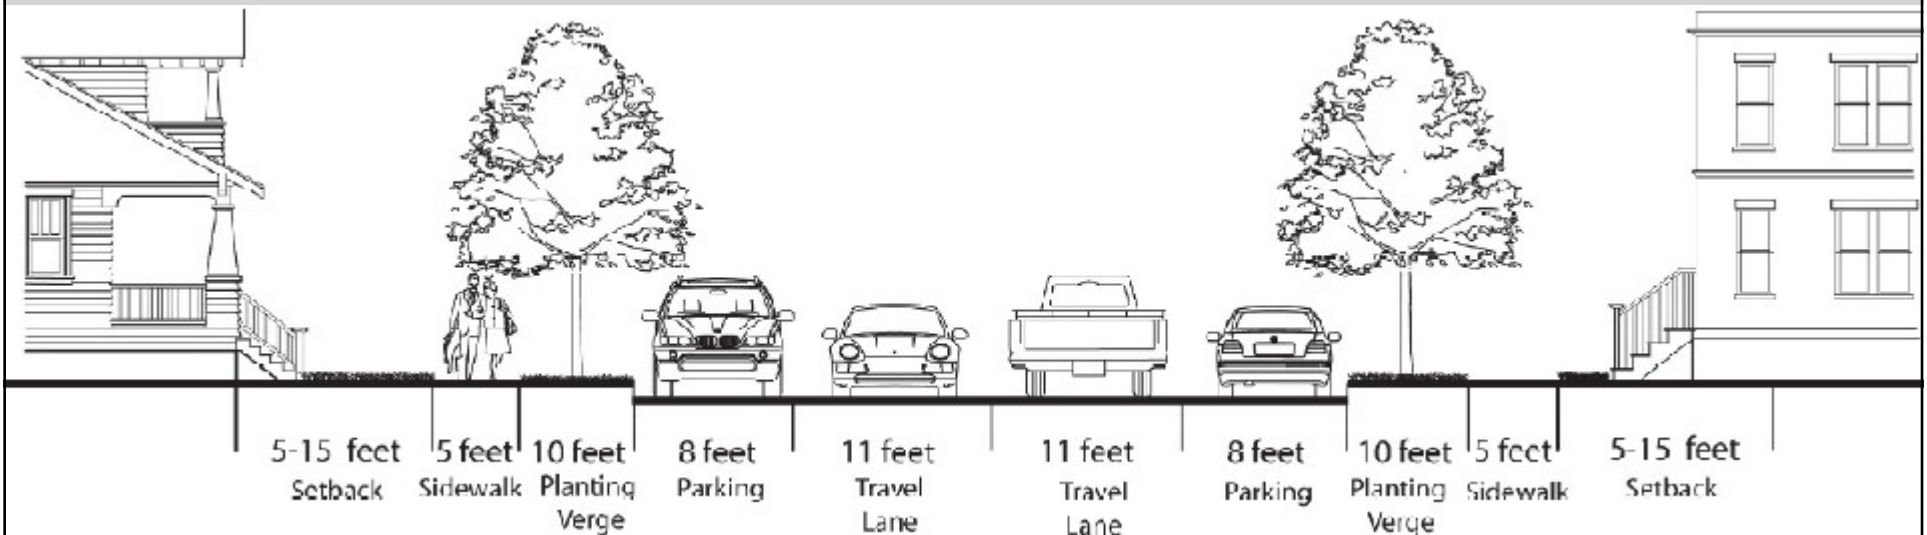 5-15 feet
Setback
5 feet
Sidewalk
10 feet
Planting
Verge
8 feet
Parking
11 feet
Travel
Lane
11 feet
Travel
Lane
8 feet
Parking
10 feet
Planting
Verge
5 feet
Sidewalk
5-15 feet
Setback